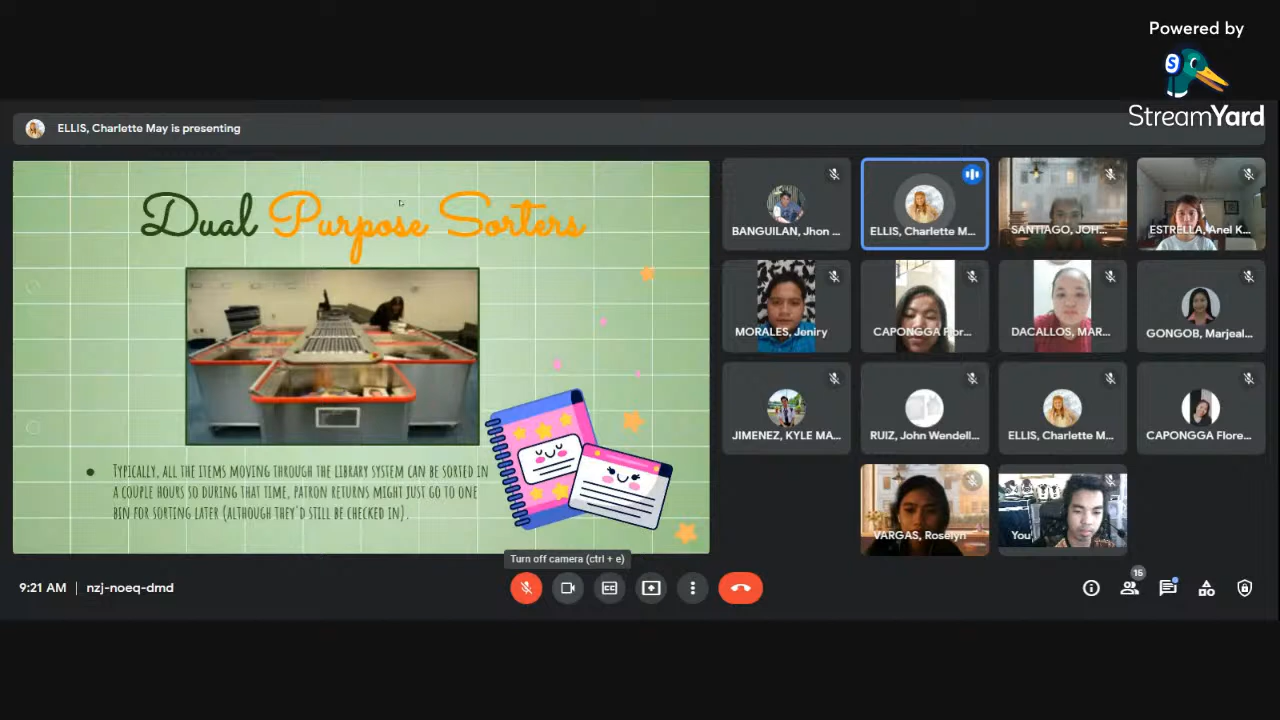 Powered by
StreamYard
ELLIS, Charlette May is presenting
Dual Purpose Sorters
TYPICALLY, ALL THE ITEMS MOVING THROUGH THE LIBRARY SYSTEM CAN BE SORTED IN
A COUPLE HOURS SO DURING THAT TIME, PATRON RETURNS MIGHT JUST GO TO ONE
BIN FOR SORTING LATER (ALTHOUGH THEY'D STILL BE CHECKED IN).
BANGUILAN, Jhon ...
ELLIS, Charlette M...
SANTIAGO, JOH...
ESTRELLA, Anel K...
MORALES, Jeniry
CAPONGGA Flor...
DACALLOS, MAR...
GONGOB, Marjeal...
JIMENEZ, KYLE MA...
RUIZ, John Wendell...
ELLIS, Charlette M...
CAPONGGA Flore...
VARGAS, Roselyn
You
Turn off camera (ctrl + e)
9:21 AM | nzj-noeq-dmd
15